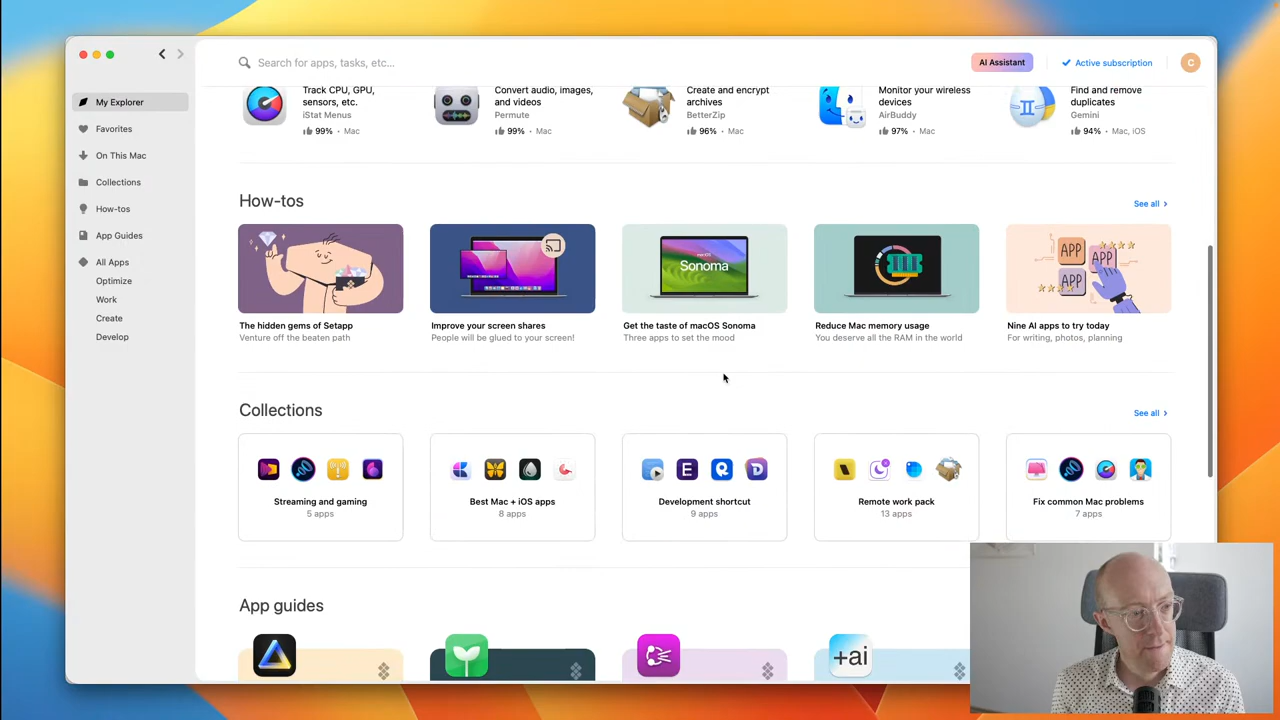 Search for apps, tasks, etc...
AI Assistant
Active subscription
C
My Explorer
Favorites
On This Mac
Collections
How-tos
App Guides
All Apps
Optimize
Work
Create
Develop
Track CPU, GPU,
sensors, etc.
iStat Menus
99% • Mac
Convert audio, images,
and videos
Permute
99% • Mac
Create and encrypt
archives
BetterZip
96% • Mac
Monitor your wireless
devices
AirBuddy
97% • Mac
Find and remove
duplicates
Gemini
94% • Mac, iOS
How-tos
See all
macOS
Sonoma
APP
APP
APP
The hidden gems of Setapp
Venture off the beaten path
Improve your screen shares
People will be glued to your screen!
Get the taste of macOS Sonoma
Three apps to set the mood
Reduce Mac memory usage
You deserve all the RAM in the world
Nine AI apps to try today
For writing, photos, planning
Collections
See all
Streaming and gaming
5 apps
Best Mac + iOS apps
8 apps
Development shortcut
9 apps
Remote work pack
13 apps
Fix common Mac problems
7 apps
App guides
+ai